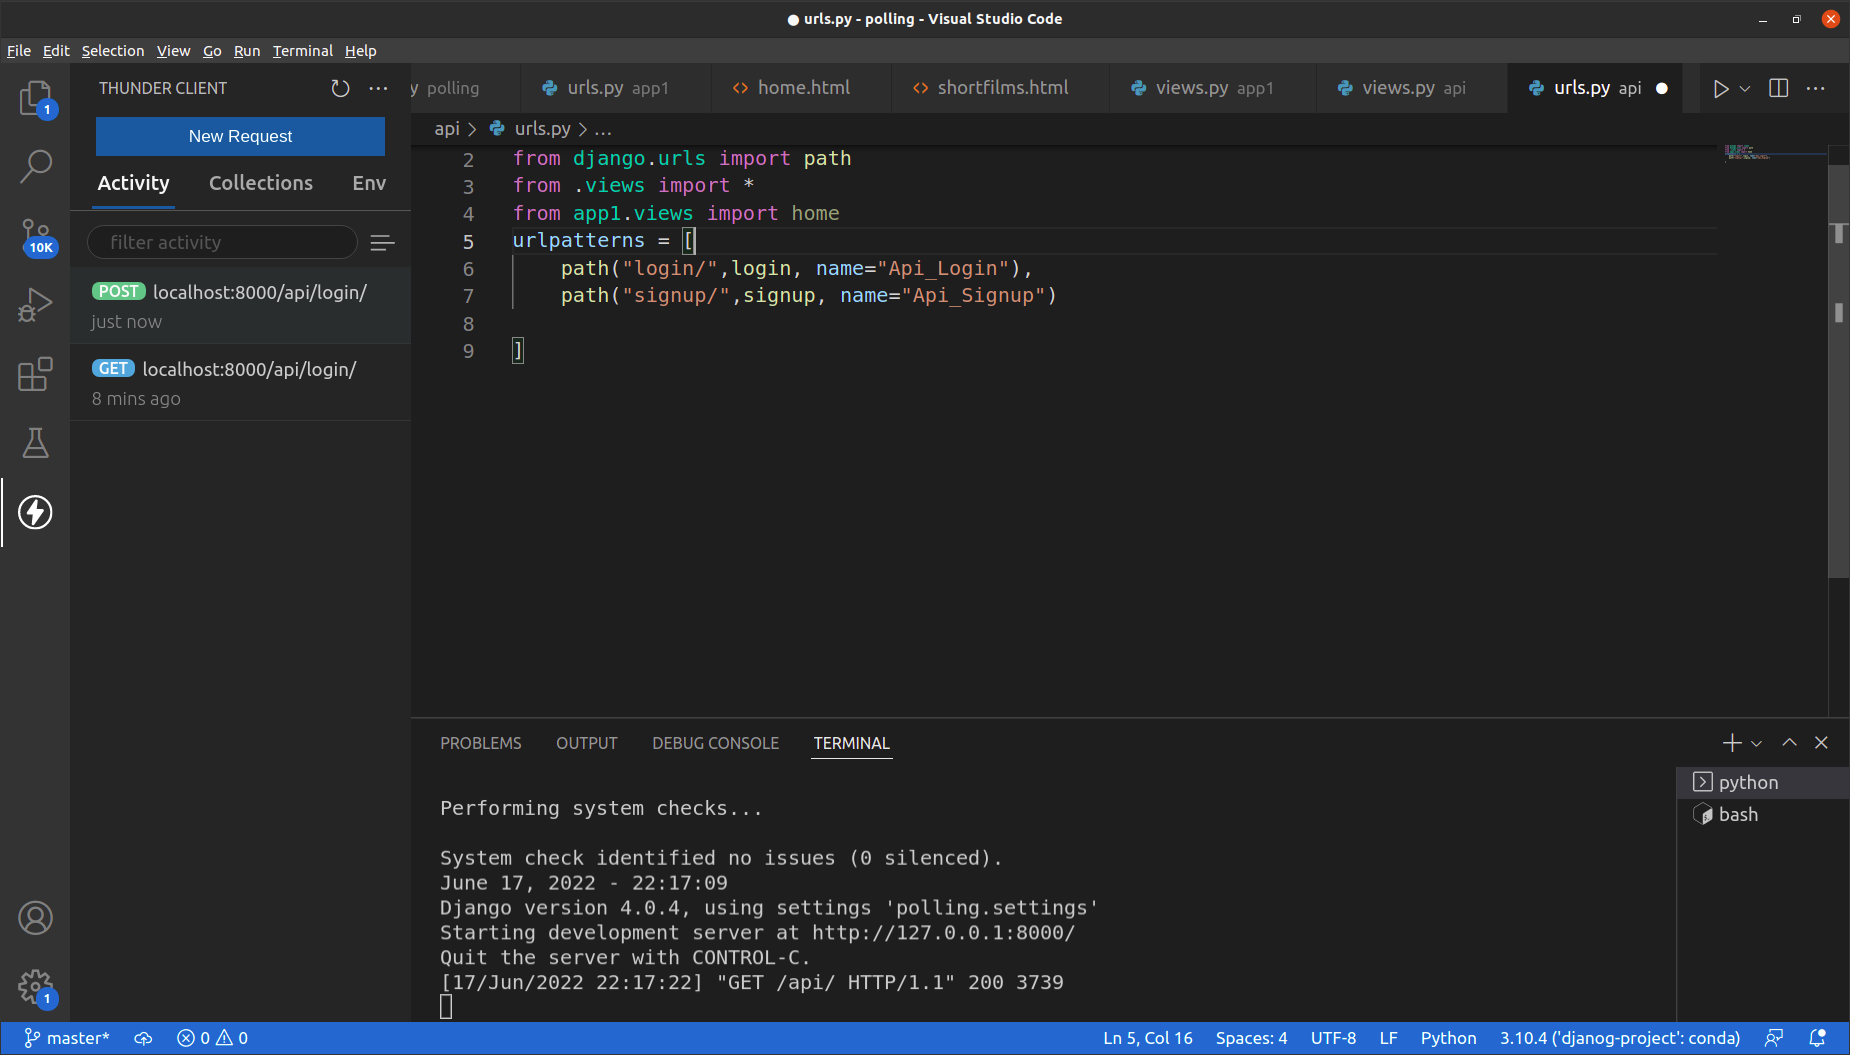 ● urls.py - polling - Visual Studio Code
File Edit Selection View Go Run Terminal Help
THUNDER CLIENT
y polling urls.py app1 home.html shortfilms.html views.py app1 views.py api urls.py api ●
1
New Request
api > urls.py > ...
Activity Collections Env
filter activity
10K
POST localhost:8000/api/login/
just now
GET localhost:8000/api/login/
8 mins ago
2 from django.urls import path
3 from .views import *
4 from app1.views import home
5 urlpatterns = [
6 path("login/",login, name="Api_Login"),
7 path("signup/",signup, name="Api_Signup")
8
9 ]
PROBLEMS OUTPUT DEBUG CONSOLE TERMINAL
python
bash
Performing system checks...
System check identified no issues (0 silenced).
June 17, 2022 - 22:17:09
Django version 4.0.4, using settings 'polling.settings'
Starting development server at http://127.0.0.1:8000/
Quit the server with CONTROL-C.
[17/Jun/2022 22:17:22] "GET /api/ HTTP/1.1" 200 3739
1
master* 0 0 Ln 5, Col 16 Spaces: 4 UTF-8 LF Python 3.10.4 ('djanog-project': conda)